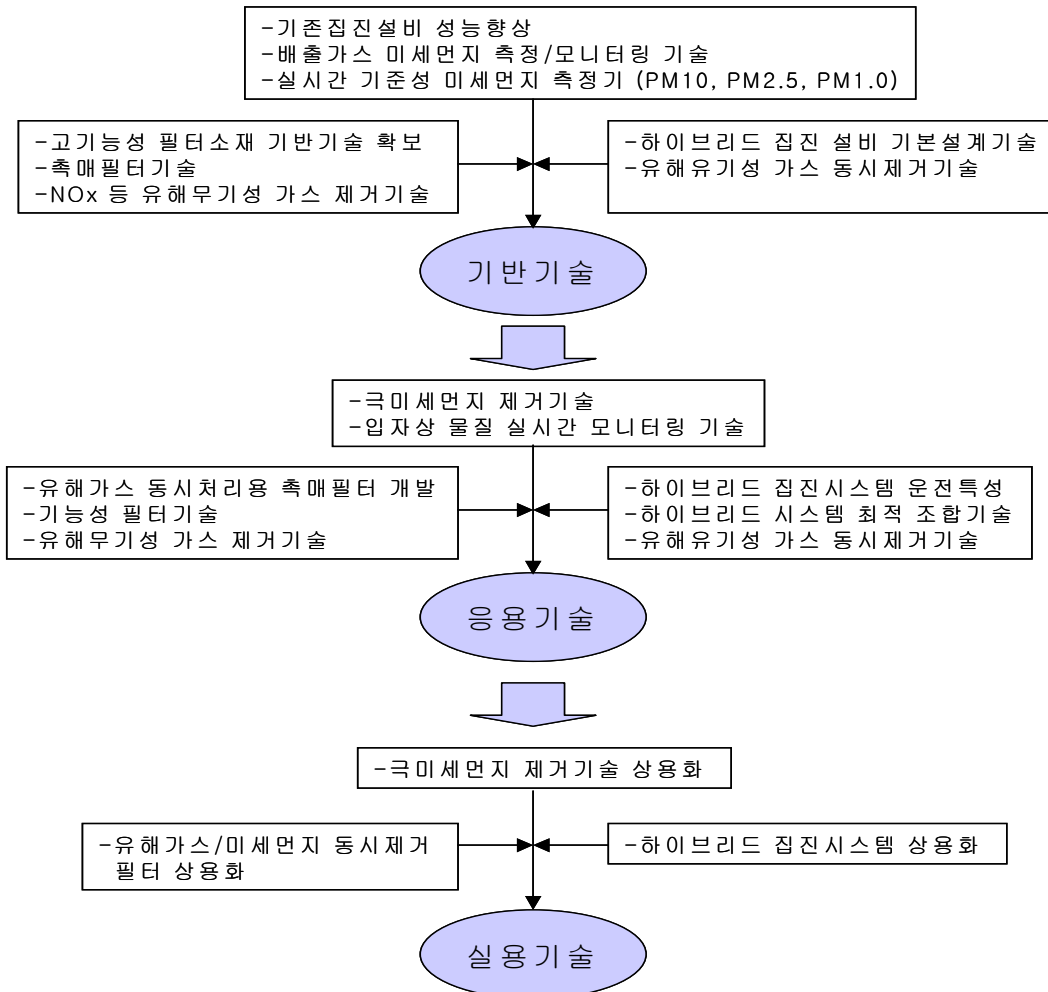 -기존집진설비 성능향상
-배출가스 미세먼지 측정/모니터링 기술
-실시간 기준성 미세먼지 측정기 (PM10, PM2.5, PM1.0)
-고기능성 필터소재 기반기술 확보
-촉매필터기술
-NOx 등 유해무기성 가스 제거기술
-하이브리드 집진 설비 기본설계기술
-유해유기성 가스 동시제거기술
기반기술
-극미세먼지 제거기술
-입자상 물질 실시간 모니터링 기술
-유해가스 동시처리용 촉매필터 개발
-기능성 필터기술
-유해무기성 가스 제거기술
-하이브리드 집진시스템 운전특성
-하이브리드 시스템 최적 조합기술
-유해유기성 가스 동시제거기술
응용기술
-극미세먼지 제거기술 상용화
-유해가스/미세먼지 동시제거
필터 상용화
-하이브리드 집진시스템 상용화
실용기술